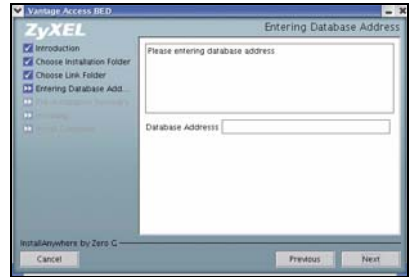 Vantage Access BED
ZyXEL
Entering Database Address
Introduction
Choose Installation Folder
Choose Link Folder
Entering Database Add...
Please entering database address
Database Addresss
InstallAnywhere by Zero G
Cancel
Previous
Next